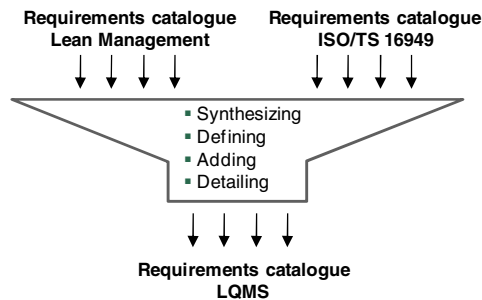 Requirements catalogue
Lean Management
Requirements catalogue
ISO/TS 16949
▪ Synthesizing
▪ Defining
▪ Adding
▪ Detailing
Requirements catalogue
LQMS